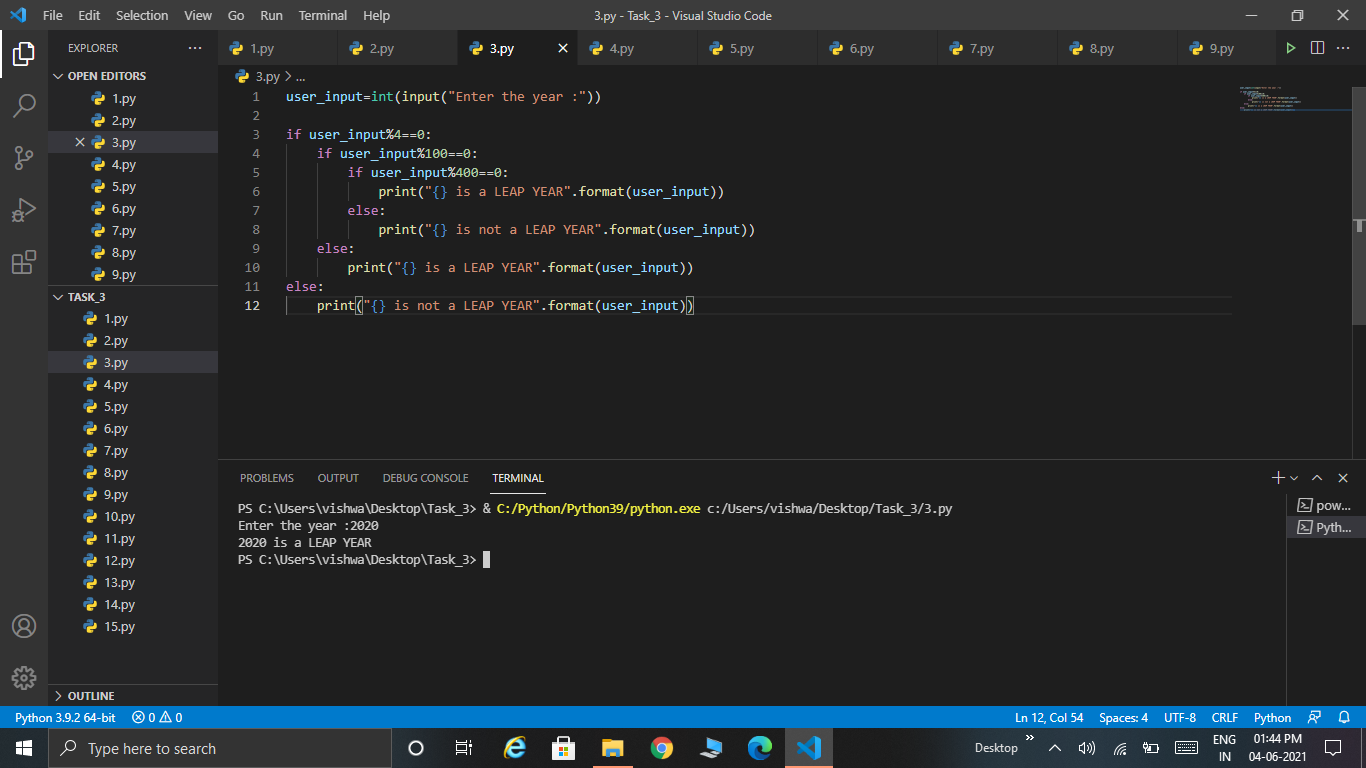 File Edit Selection View Go Run Terminal Help 3.py - Task_3 - Visual Studio Code
EXPLORER ...
OPEN EDITORS
1.py
2.py
3.py
4.py
5.py
6.py
7.py
8.py
9.py
TASK_3
1.py
2.py
3.py
4.py
5.py
6.py
7.py
8.py
9.py
10.py
11.py
12.py
13.py
14.py
15.py
OUTLINE
1.py 2.py 3.py 4.py 5.py 6.py 7.py 8.py 9.py ...
3.py > ...
1 user_input=int(input("Enter the year :"))
2
3 if user_input%4==0:
4     if user_input%100==0:
5         if user_input%400==0:
6             print("{} is a LEAP YEAR".format(user_input))
7         else:
8             print("{} is not a LEAP YEAR".format(user_input))
9     else:
10         print("{} is a LEAP YEAR".format(user_input))
11 else:
12     print("{} is not a LEAP YEAR".format(user_input))
PROBLEMS OUTPUT DEBUG CONSOLE TERMINAL
PS C:\Users\vishwa\Desktop\Task_3> & C:/Python/Python39/python.exe c:/Users/vishwa/Desktop/Task_3/3.py
Enter the year :2020
2020 is a LEAP YEAR
PS C:\Users\vishwa\Desktop\Task_3>
pow...
Pyth...
Python 3.9.2 64-bit 0 0 Ln 12, Col 54 Spaces: 4 UTF-8 CRLF Python
Type here to search Desktop ENG 01:44 PM
IN 04-06-2021